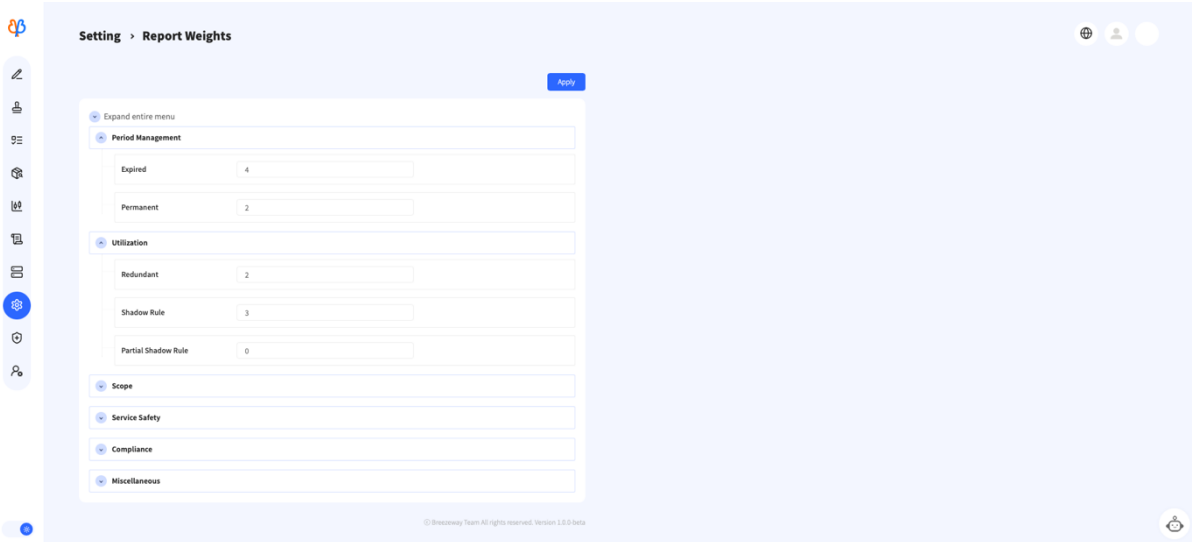 Setting > Report Weights
Apply
Expand entire menu
Period Management
Expired 4
Permanent 2
Utilization
Redundant 2
Shadow Rule 3
Partial Shadow Rule 0
Scope
Service Safety
Compliance
Miscellaneous
ⓒ Breezeway Team All rights reserved. Version 1.9.0-beta